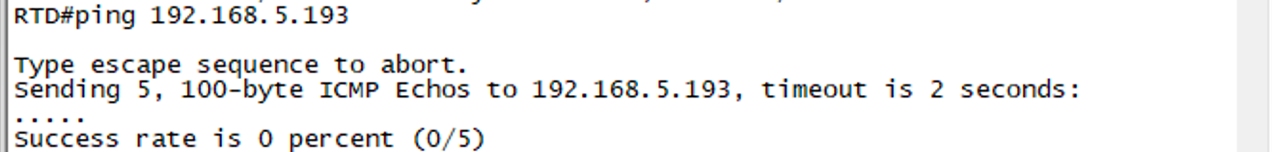 RTD#ping 192.168.5.193
Type escape sequence to abort.
Sending 5, 100-byte ICMP Echos to 192.168.5.193, timeout is 2 seconds:
.....
Success rate is 0 percent (0/5)